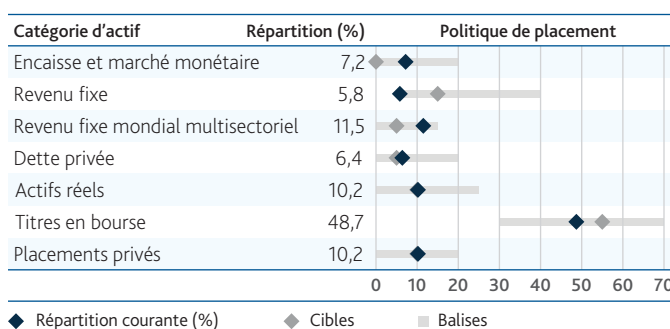 Catégorie d'actif Répartition (%) Politique de placement
Encaisse et marché monétaire 7,2
Revenu fixe 5,8
Revenu fixe mondial multisectoriel 11,5
Dette privée 6,4
Actifs réels 10,2
Titres en bourse 48,7
Placements privés 10,2
0 10 20 30 40 50 60 70
Répartition courante (%) Cibles Balises